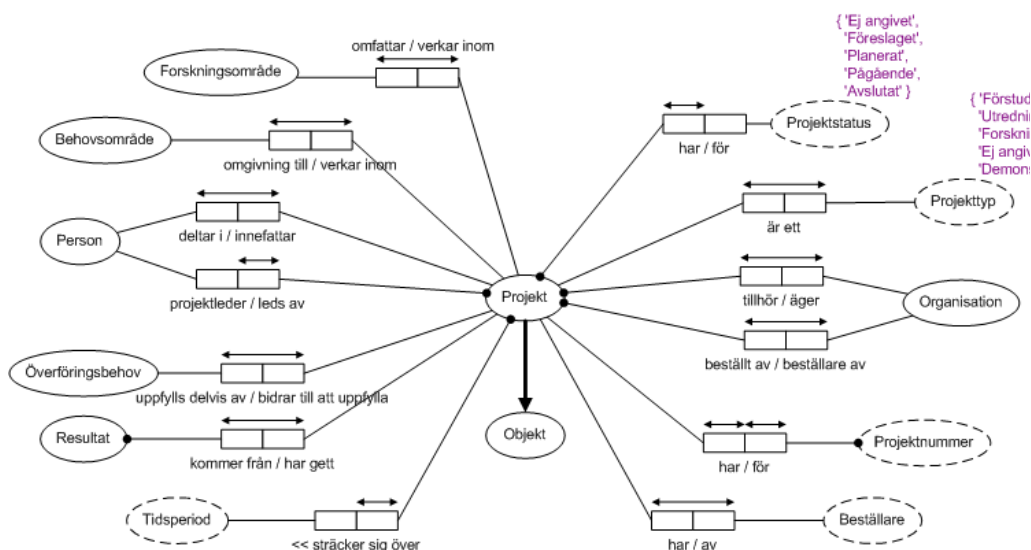 { 'Ej angivet',
'Föreslaget',
'Planerat',
'Pågående',
'Avslutat' }
omfattar / verkar inom
Forskningsområde
Projektstatus
har / för
{ 'Förstud
'Utrednin
'Forskni
'Ej angiv
'Demons
Behovsområde
omgivning till / verkar inom
Projekttyp
är ett
Person
deltar i / innefattar
projektleder / leds av
Projekt
tillhör / äger
Organisation
beställt av / beställare av
Överföringsbehov
uppfylls delvis av / bidrar till att uppfylla
Resultat
kommer från / har gett
Objekt
Projektnummer
har / för
Tidsperiod
<< sträcker sig över
Beställare
har / av